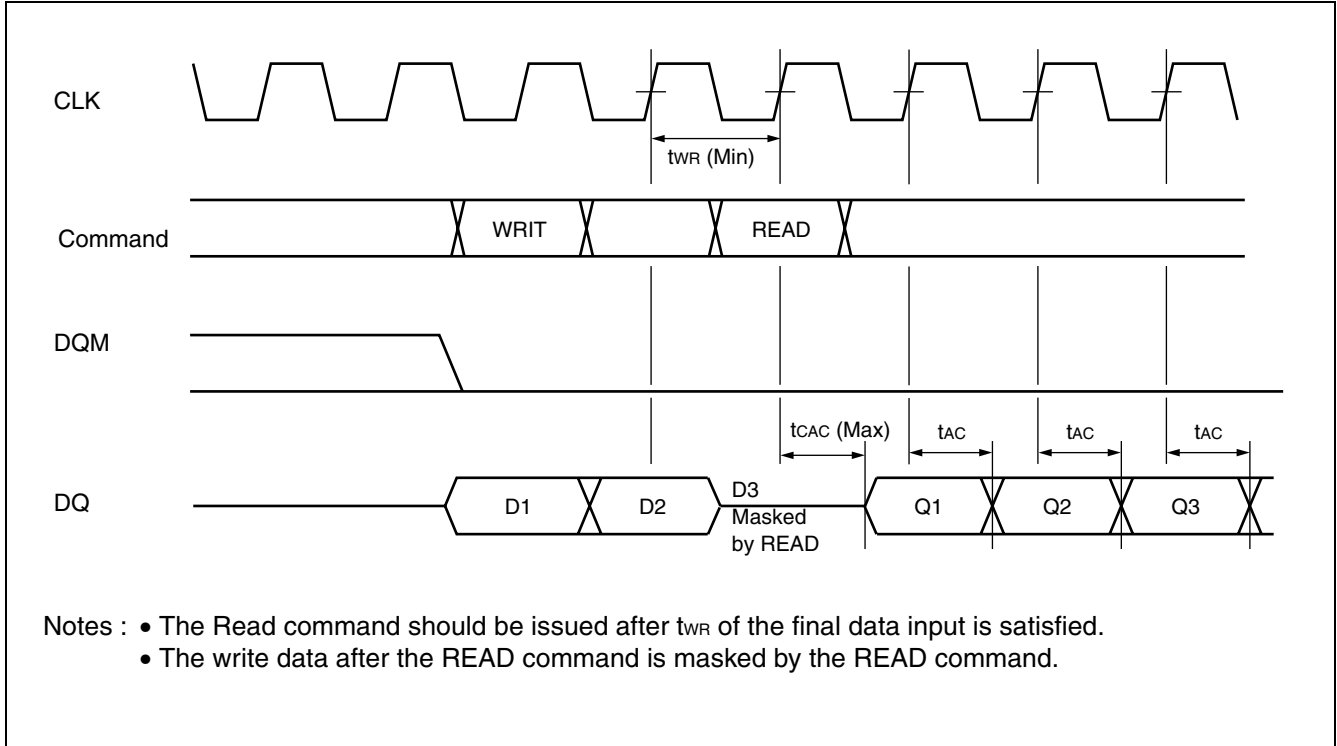 CLK
tWR (Min)
Command
WRIT
READ
DQM
tCAC (Max)
tAC
tAC
tAC
DQ
D1
D2
D3
Masked
by READ
Q1
Q2
Q3
Notes : • The Read command should be issued after tWR of the final data input is satisfied.
• The write data after the READ command is masked by the READ command.